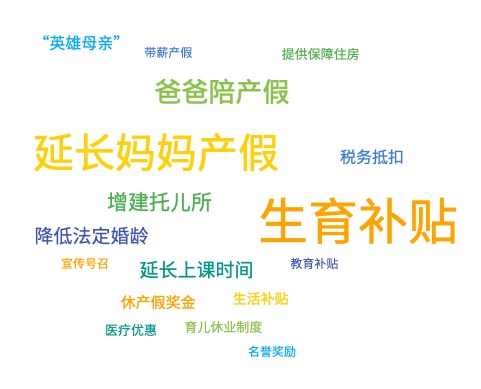 “英雄母亲”
带薪产假
提供保障住房
爸爸陪产假
延长妈妈产假
税务抵扣
增建托儿所
生育补贴
降低法定婚龄
宣传号召
延长上课时间
教育补贴
休产假奖金
生活补贴
医疗优惠
育儿休业制度
名誉奖励